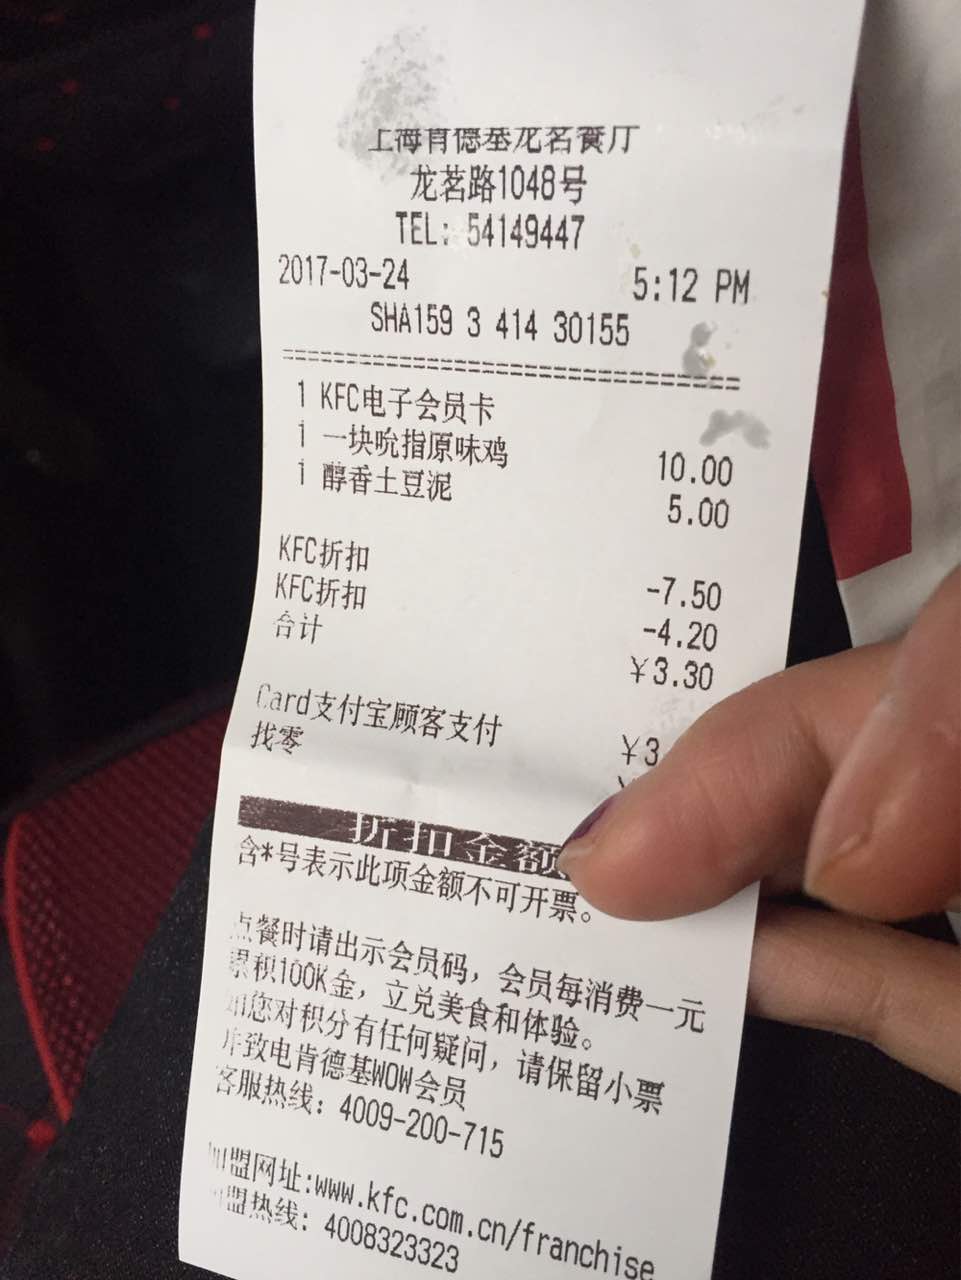 上海肯德基龙茗餐厅
龙茗路1048号
TEL: 54149447
2017-03-24 5:12 PM
SHA159 3 414 30155
1 KFC电子会员卡
1 一块吮指原味鸡 10.00
1 醇香土豆泥 5.00
KFC折扣 -7.50
KFC折扣 -4.20
合计 ¥3.30
Card支付宝顾客支付 ¥3
找零
折扣金额
含*号表示此项金额不可开票。
点餐时请出示会员码，会员每消费一元
累积100K金，立兑美食和体验。
如您对积分有任何疑问，请保留小票
并致电肯德基WOW会员
客服热线：4009-200-715
加盟网址:www.kfc.com.cn/franchise
加盟热线：4008323323